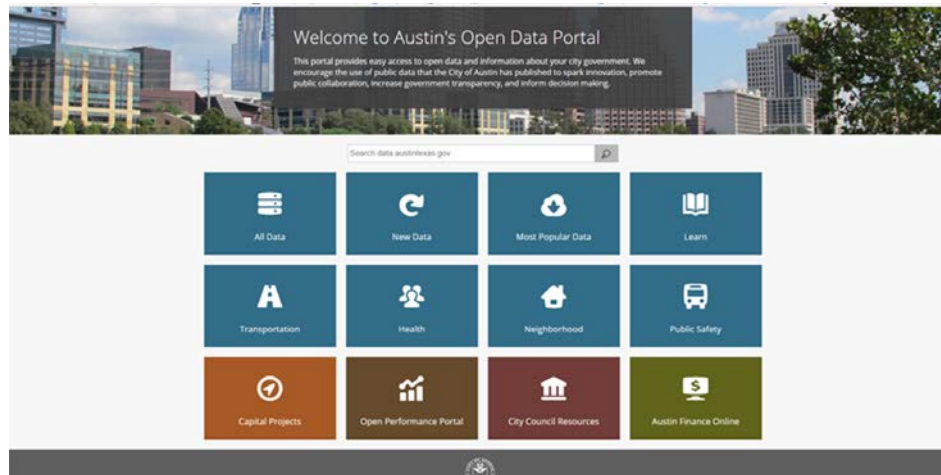 Welcome to Austin's Open Data Portal
This portal provides easy access to open data and information about your city government. We
encourage the use of public data that the City of Austin has published to spark innovation, promote
public collaboration, increase government transparency, and inform decision making.
Search data.austintexas.gov
All Data
New Data
Most Popular Data
Learn
Transportation
Health
Neighborhood
Public Safety
Capital Projects
Open Performance Portal
City Council Resources
$
Austin Finance Online